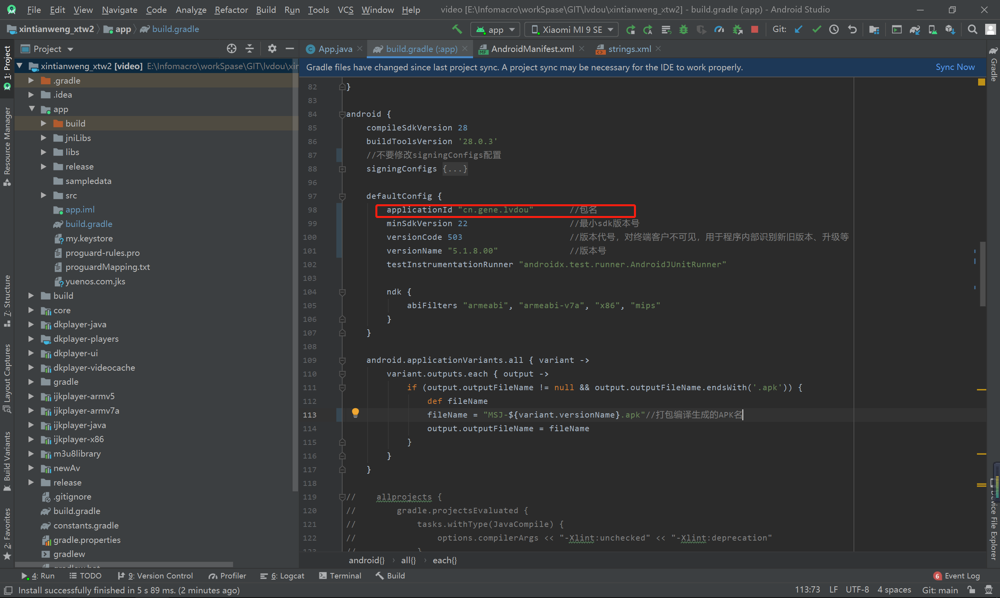 File Edit View Navigate Code Analyze Refactor Build Run Tools VCS Window Help video [E:\Infomacro\workSpase\GIT\lvdou\xintianweng_xtw2] - build.gradle (:app) - Android Studio
xintianweng_xtw2 app build.gradle app Xiaomi MI 9 SE Git:
Project
App.java build.gradle (:app) AndroidManifest.xml strings.xml
Gradle files have changed since last project sync. A project sync may be necessary for the IDE to work properly. Sync Now
1: Project
Resource Manager
7: Structure
Layout Captures
Build Variants
2: Favorites
xintianweng_xtw2 [video] E:\Infomacro\workSpase\GIT\lvdou\xin
.gradle
.idea
app
build
jniLibs
libs
release
sampledata
src
app.iml
build.gradle
my.keystore
proguard-rules.pro
proguardMapping.txt
yuenos.com.jks
build
core
dkplayer-java
dkplayer-players
dkplayer-ui
dkplayer-videocache
gradle
ijkplayer-armv5
ijkplayer-armv7a
ijkplayer-java
ijkplayer-x86
m3u8library
newAv
release
.gitignore
build.gradle
constants.gradle
gradle.properties
gradlew
82 }
83
84 android {
85 compileSdkVersion 28
86 buildToolsVersion '28.0.3'
87 //不要修改signingConfigs配置
88 signingConfigs {...}
96
97 defaultConfig {
98 applicationId "cn.gene.lvdou" //包名
99 minSdkVersion 22 //最小sdk版本号
100 versionCode 503 //版本代号，对终端客户不可见，用于程序内部识别新旧版本、升级等
101 versionName "5.1.8.00" //版本号
102 testInstrumentationRunner "androidx.test.runner.AndroidJUnitRunner"
103
104 ndk {
105 abiFilters "armeabi", "armeabi-v7a", "x86", "mips"
106 }
107 }
108
109 android.applicationVariants.all { variant ->
110 variant.outputs.each { output ->
111 if (output.outputFileName != null && output.outputFileName.endsWith('.apk')) {
112 def fileName
113 fileName = "MSJ-${variant.versionName}.apk"//打包编译生成的APK名
114 output.outputFileName = fileName
115 }
116 }
117 }
118
119 // allprojects {
120 // gradle.projectsEvaluated {
121 // tasks.withType(JavaCompile) {
122 // options.compilerArgs << "-Xlint:unchecked" << "-Xlint:deprecation"
android{} › all{} › each{}
Gradle
Device File Explorer
4: Run TODO 9: Version Control Profiler 6: Logcat Terminal Build 6 Event Log
Install successfully finished in 5 s 89 ms. (2 minutes ago) 113:73 LF UTF-8 4 spaces Git: main